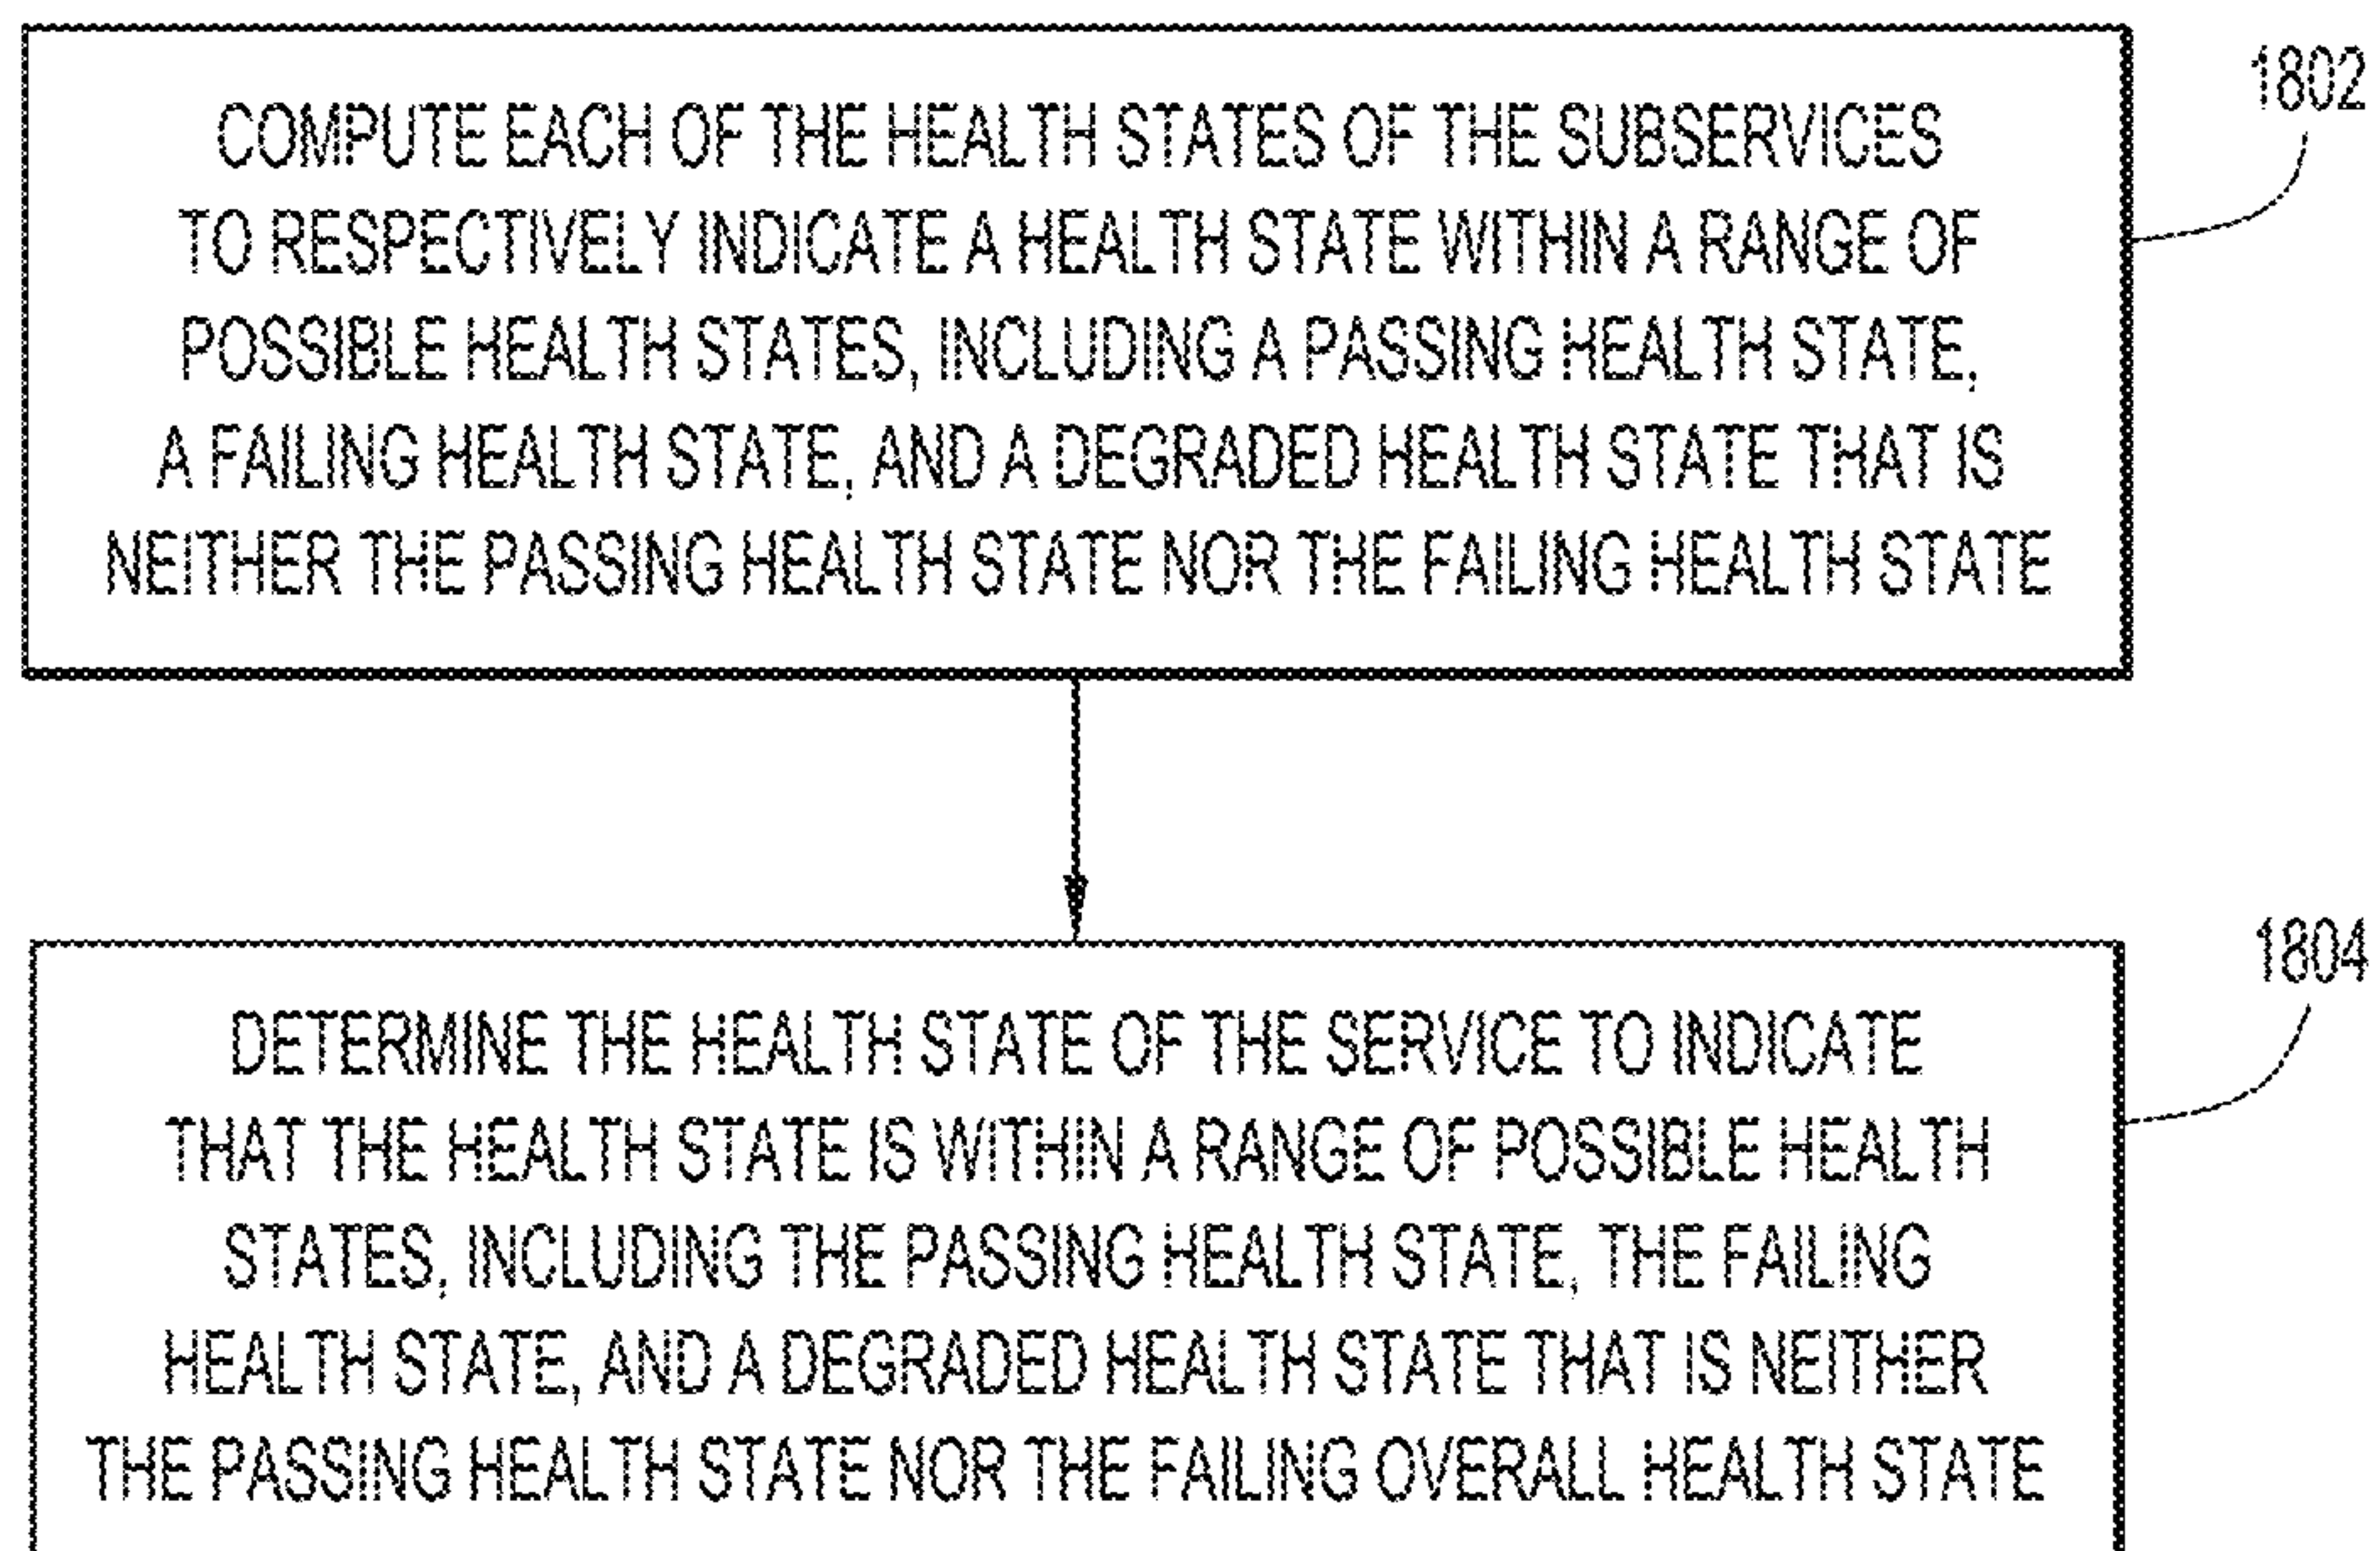 1802
COMPUTE EACH OF THE HEALTH STATES OF THE SUBSERVICES
TO RESPECTIVELY INDICATE A HEALTH STATE WITHIN A RANGE OF
POSSIBLE HEALTH STATES, INCLUDING A PASSING HEALTH STATE,
A FAILING HEALTH STATE, AND A DEGRADED HEALTH STATE THAT IS
NEITHER THE PASSING HEALTH STATE NOR THE FAILING HEALTH STATE
1804
DETERMINE THE HEALTH STATE OF THE SERVICE TO INDICATE
THAT THE HEALTH STATE IS WITHIN A RANGE OF POSSIBLE HEALTH
STATES, INCLUDING THE PASSING HEALTH STATE, THE FAILING
HEALTH STATE, AND A DEGRADED HEALTH STATE THAT IS NEITHER
THE PASSING HEALTH STATE NOR THE FAILING OVERALL HEALTH STATE